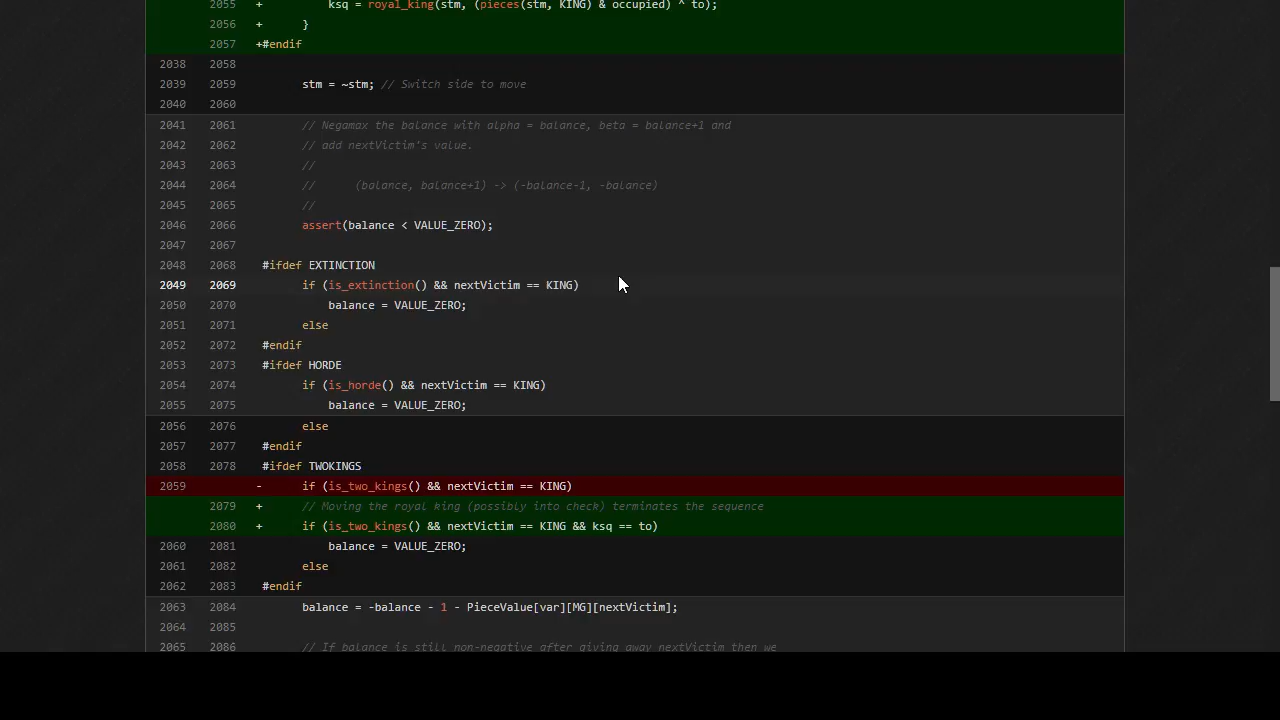 2055 + ksq = royal_king(stm, (pieces(stm, KING) & occupied) ^ to);
2056 + }
2057 +#endif
2038 2058
2039 2059 stm = ~stm; // Switch side to move
2040 2060
2041 2061 // Negamax the balance with alpha = balance, beta = balance+1 and
2042 2062 // add nextVictim's value.
2043 2063 //
2044 2064 // (balance, balance+1) -> (-balance-1, -balance)
2045 2065 //
2046 2066 assert(balance < VALUE_ZERO);
2047 2067
2048 2068 #ifdef EXTINCTION
2049 2069 if (is_extinction() && nextVictim == KING)
2050 2070 balance = VALUE_ZERO;
2051 2071 else
2052 2072 #endif
2053 2073 #ifdef HORDE
2054 2074 if (is_horde() && nextVictim == KING)
2055 2075 balance = VALUE_ZERO;
2056 2076 else
2057 2077 #endif
2058 2078 #ifdef TWOKINGS
2059 - if (is_two_kings() && nextVictim == KING)
2079 + // Moving the royal king (possibly into check) terminates the sequence
2080 + if (is_two_kings() && nextVictim == KING && ksq == to)
2060 2081 balance = VALUE_ZERO;
2061 2082 else
2062 2083 #endif
2063 2084 balance = -balance - 1 - PieceValue[var][MG][nextVictim];
2064 2085
2065 2086 // If balance is still non-negative after giving away nextVictim then we